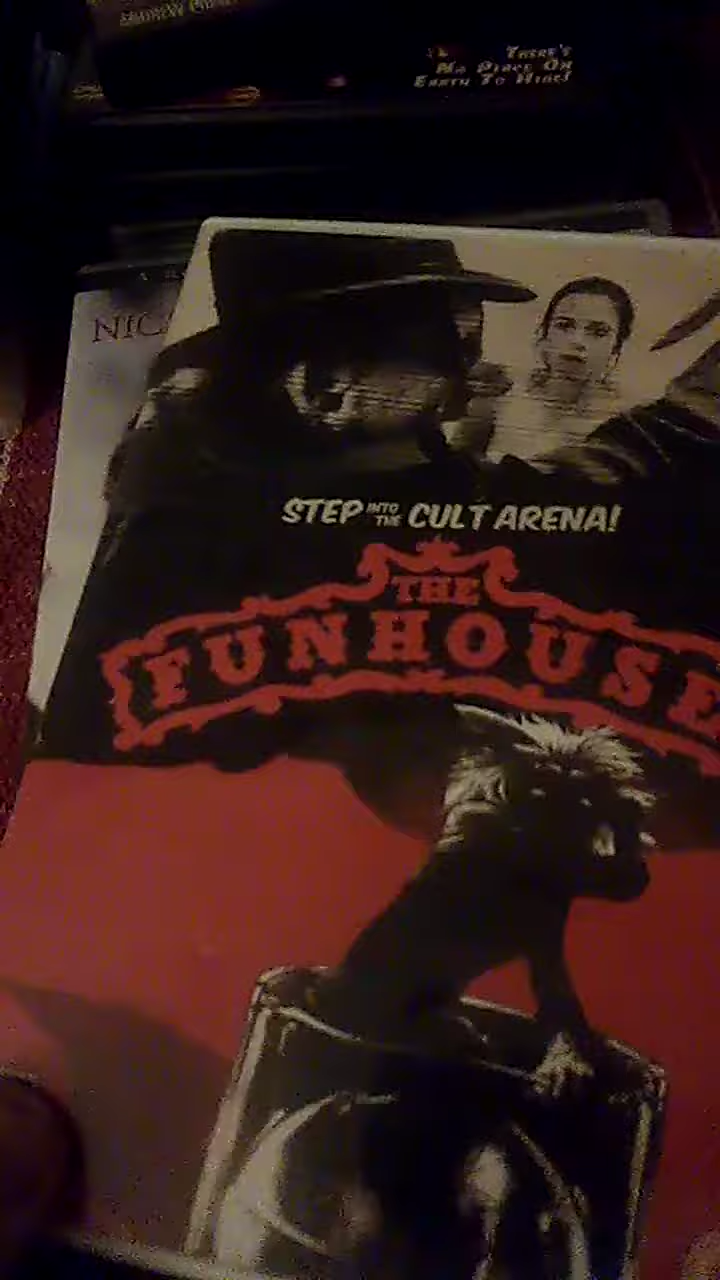 THERE'S
NO PLACE ON
EARTH TO HIDE!
NIC
STEP INTO THE CULT ARENA!
THE
FUNHOUSE